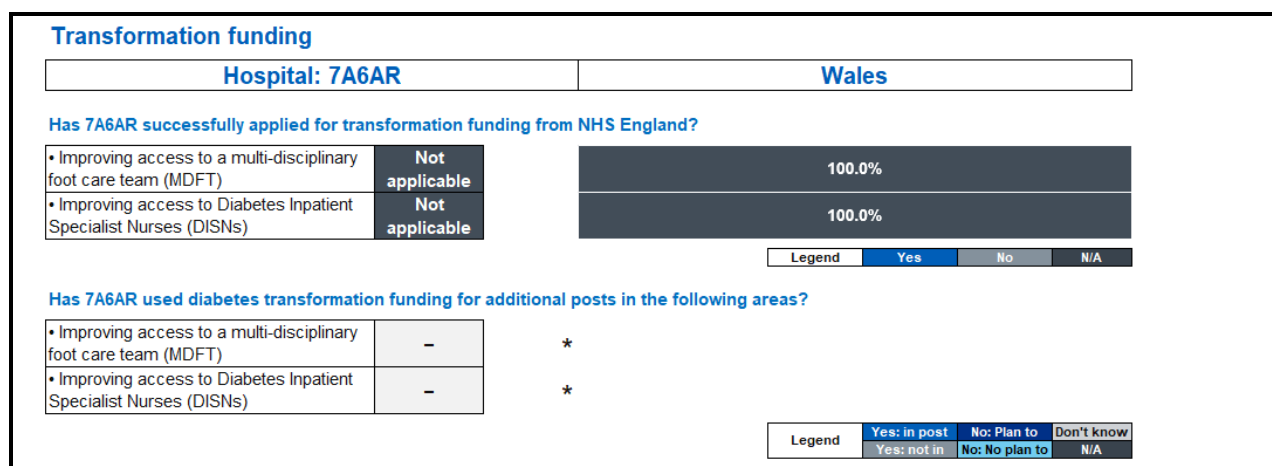 Transformation funding
Hospital: 7A6AR Wales
Has 7A6AR successfully applied for transformation funding from NHS England?
• Improving access to a multi-disciplinary
foot care team (MDFT)
Not
applicable
100.0%
• Improving access to Diabetes Inpatient
Specialist Nurses (DISNs)
Not
applicable
100.0%
Legend Yes No N/A
Has 7A6AR used diabetes transformation funding for additional posts in the following areas?
• Improving access to a multi-disciplinary
foot care team (MDFT)
–
*
• Improving access to Diabetes Inpatient
Specialist Nurses (DISNs)
–
*
Legend
Yes: in post No: Plan to Don't know
Yes: not in No: No plan to N/A